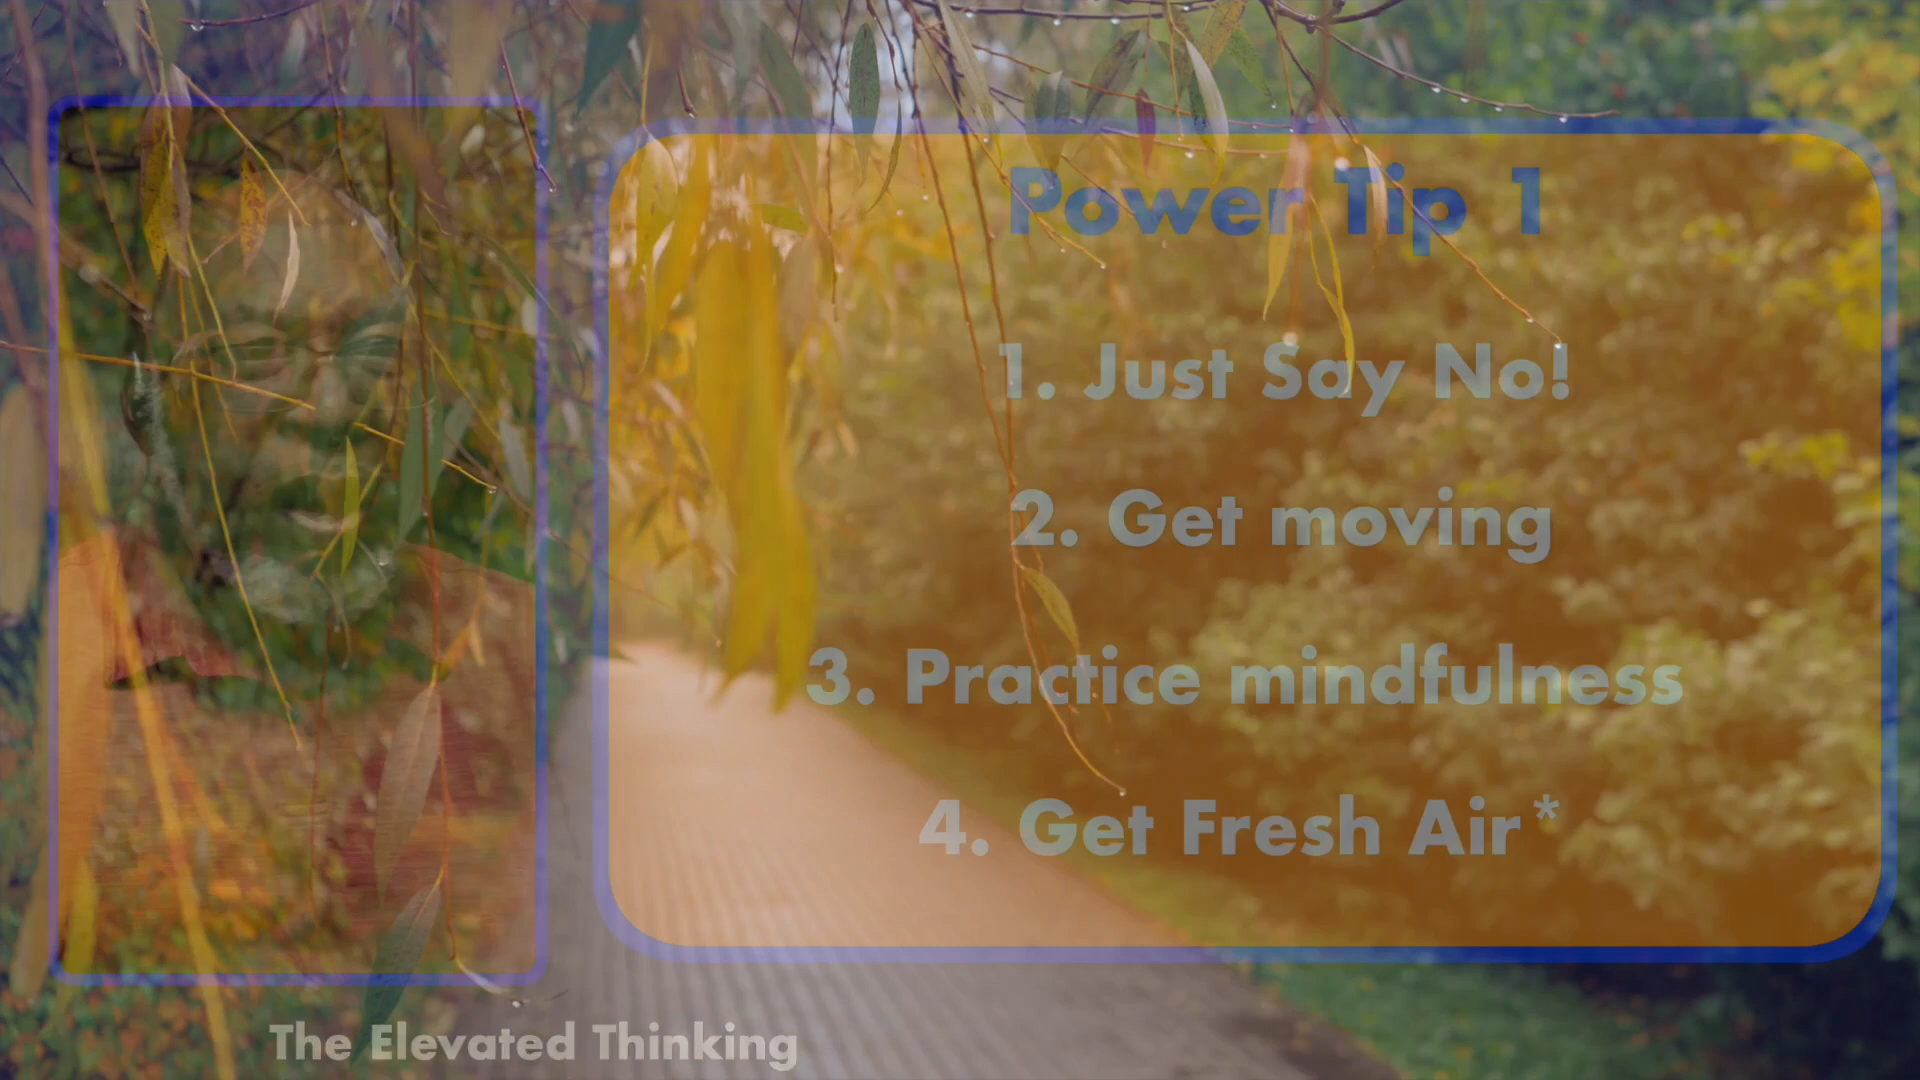 Power Tip 1
1. Just Say No!
2. Get moving
3. Practice mindfulness
4. Get Fresh Air*
The Elevated Thinking